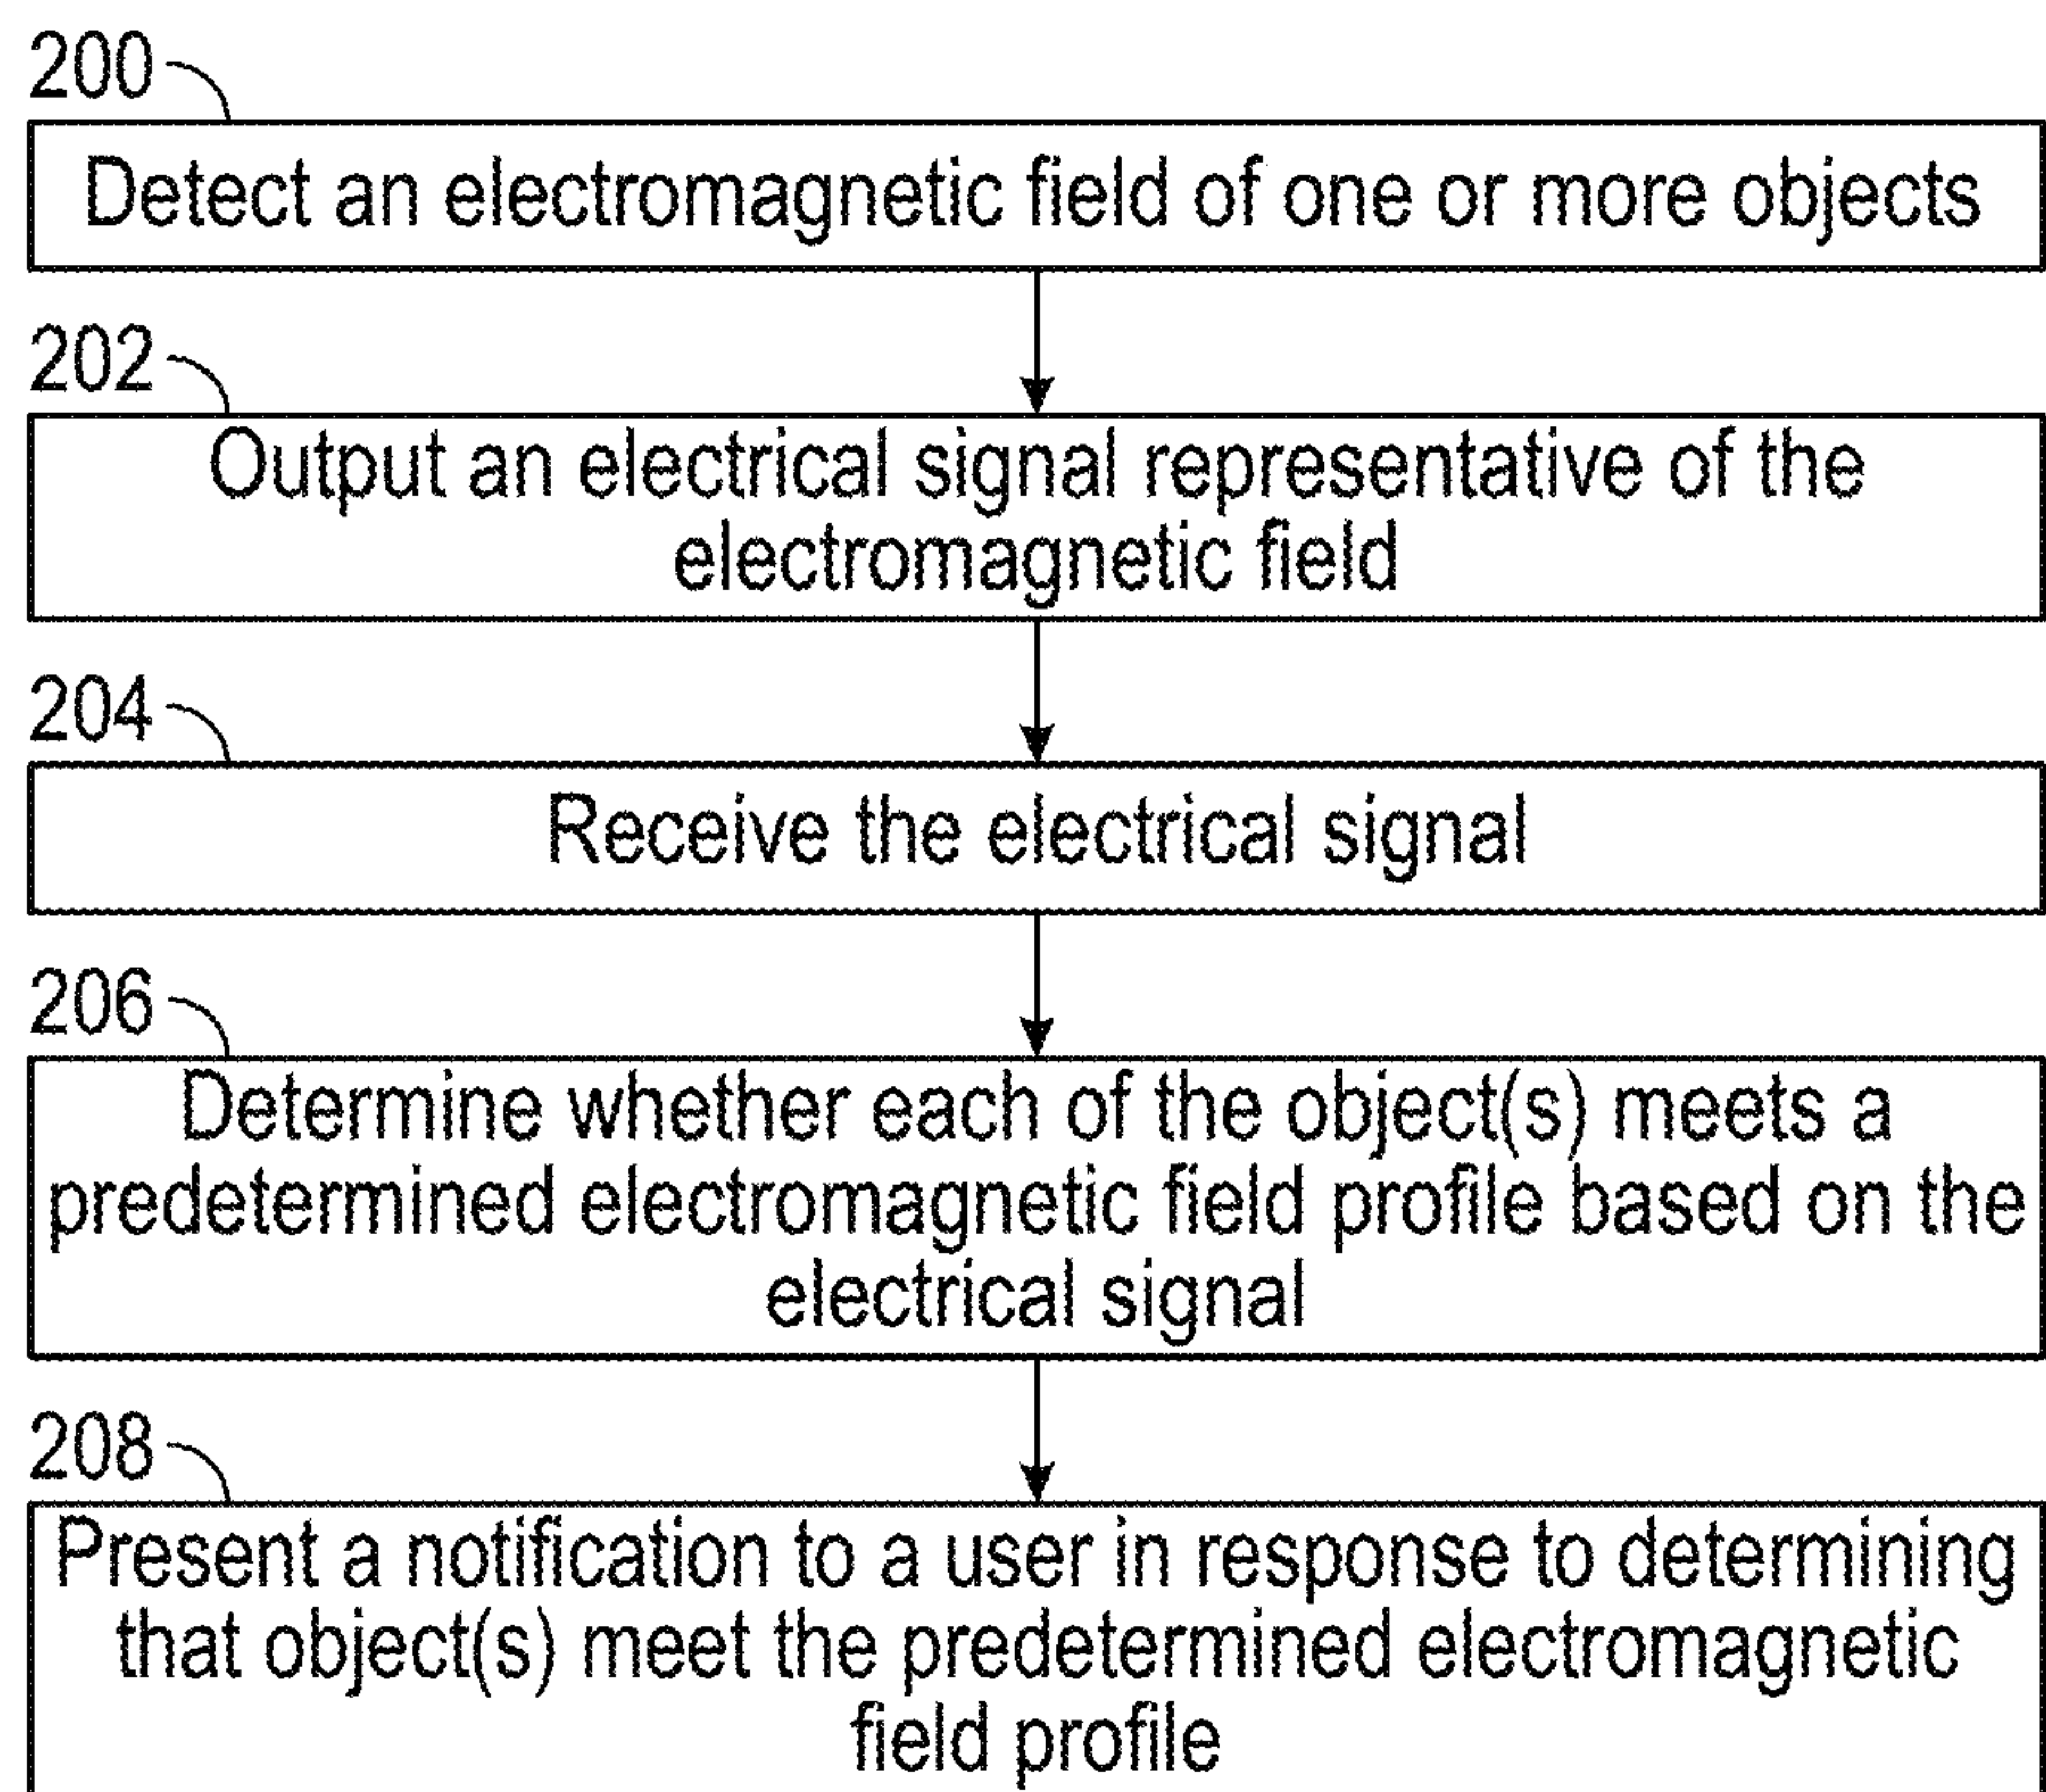 200
Detect an electromagnetic field of one or more objects
202
Output an electrical signal representative of the
electromagnetic field
204
Receive the electrical signal
206
Determine whether each of the object(s) meets a
predetermined electromagnetic field profile based on the
electrical signal
208
Present a notification to a user in response to determining
that object(s) meet the predetermined electromagnetic
field profile